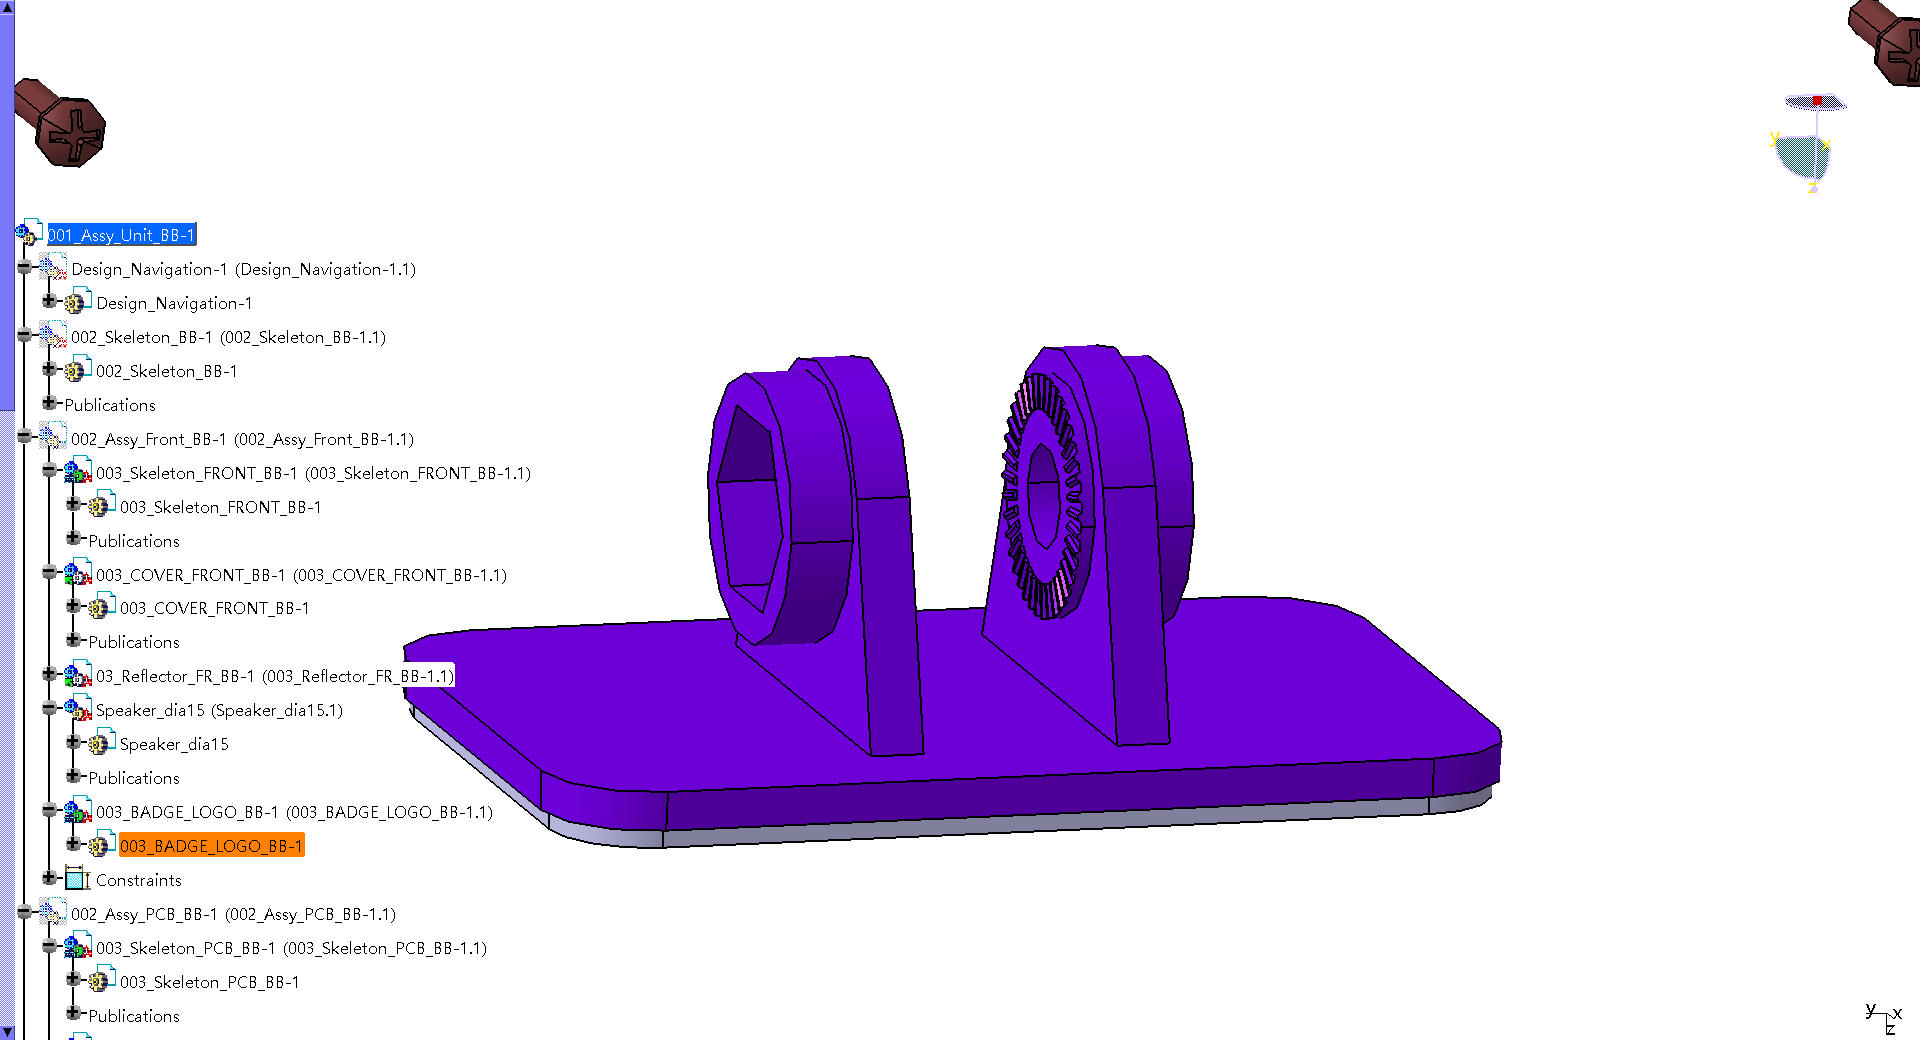 001_Assy_Unit_BB-1
Design_Navigation-1 (Design_Navigation-1.1)
Design_Navigation-1
002_Skeleton_BB-1 (002_Skeleton_BB-1.1)
002_Skeleton_BB-1
Publications
002_Assy_Front_BB-1 (002_Assy_Front_BB-1.1)
003_Skeleton_FRONT_BB-1 (003_Skeleton_FRONT_BB-1.1)
003_Skeleton_FRONT_BB-1
Publications
003_COVER_FRONT_BB-1 (003_COVER_FRONT_BB-1.1)
003_COVER_FRONT_BB-1
Publications
03_Reflector_FR_BB-1 (003_Reflector_FR_BB-1.1)
Speaker_dia15 (Speaker_dia15.1)
Speaker_dia15
Publications
003_BADGE_LOGO_BB-1 (003_BADGE_LOGO_BB-1.1)
003_BADGE_LOGO_BB-1
Constraints
002_Assy_PCB_BB-1 (002_Assy_PCB_BB-1.1)
003_Skeleton_PCB_BB-1 (003_Skeleton_PCB_BB-1.1)
003_Skeleton_PCB_BB-1
Publications
y x
z
y x
z